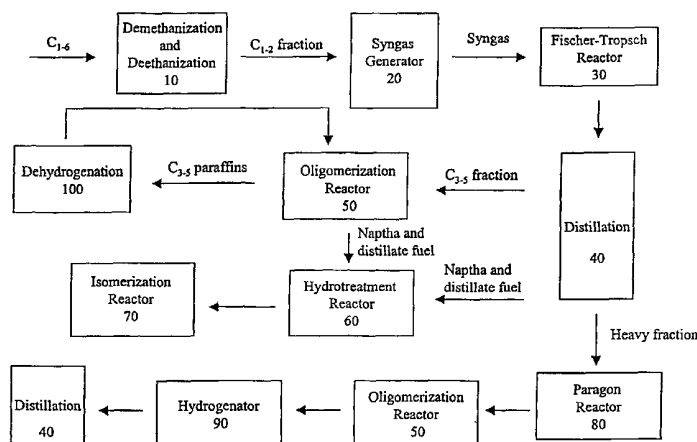 C1-6
Demethanization
and
Deethanization
10
C1-2 fraction
Syngas
Generator
20
Syngas
Fischer-Tropsch
Reactor
30
Dehydrogenation
100
C3-5 paraffins
Oligomerization
Reactor
50
C3-5 fraction
Distillation
40
Naptha and
distillate fuel
Isomerization
Reactor
70
Hydrotreatment
Reactor
60
Naptha and
distillate fuel
Heavy fraction
Distillation
40
Hydrogenator
90
Oligomerization
Reactor
50
Paragon
Reactor
80